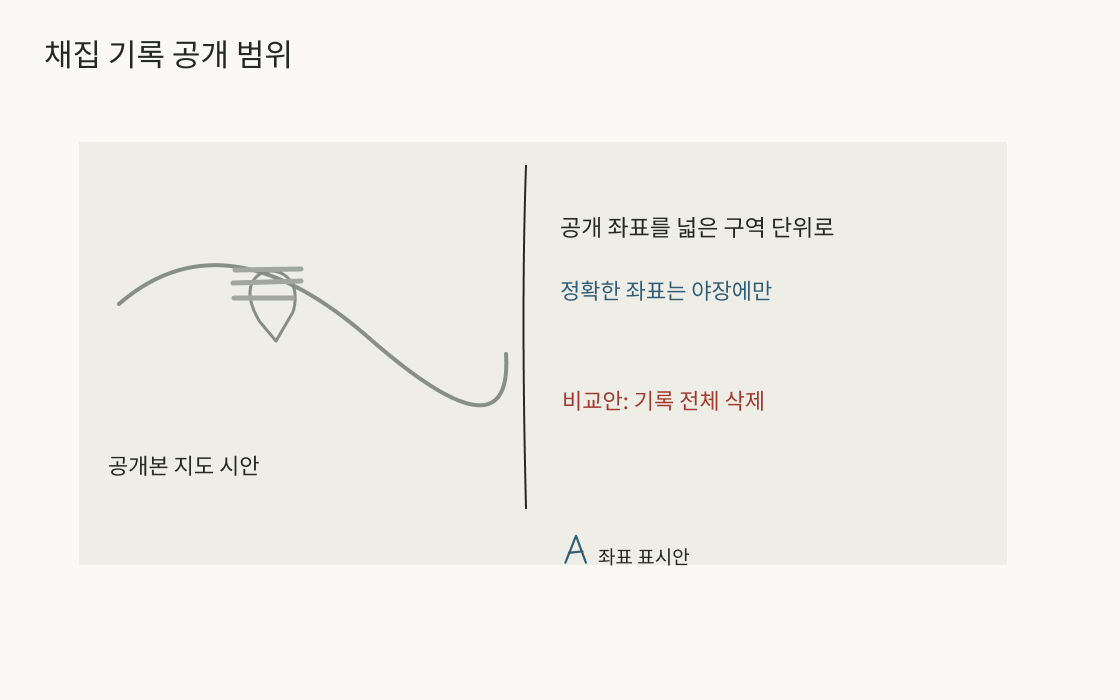 채집 기록 공개 범위
공개 좌표를 넓은 구역 단위로
정확한 좌표는 야장에만
비교안: 기록 전체 삭제
공개본 지도 시안
A 좌표 표시안